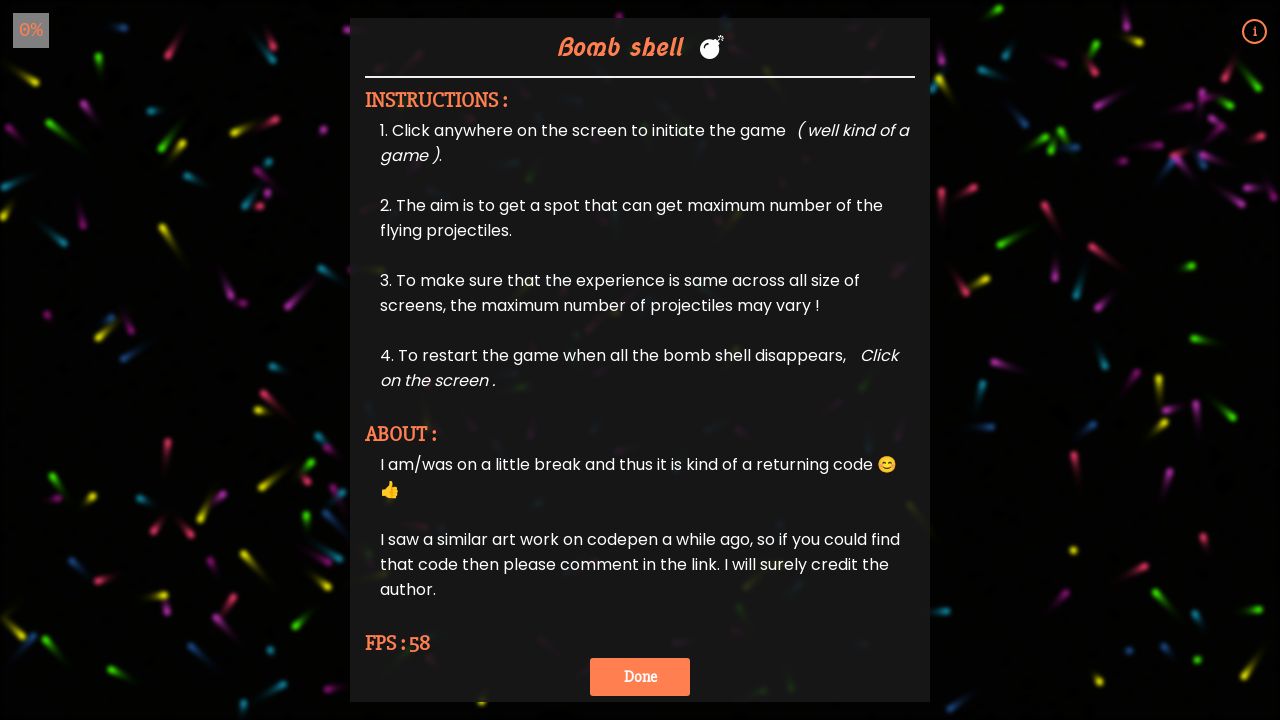 0%
i
Bomb shell 💣
INSTRUCTIONS :
1. Click anywhere on the screen to initiate the game ( well kind of a
game ).
2. The aim is to get a spot that can get maximum number of the
flying projectiles.
3. To make sure that the experience is same across all size of
screens, the maximum number of projectiles may vary !
4. To restart the game when all the bomb shell disappears, Click
on the screen .
ABOUT :
I am/was on a little break and thus it is kind of a returning code 😊
👍
I saw a similar art work on codepen a while ago, so if you could find
that code then please comment in the link. I will surely credit the
author.
FPS : 58
Done